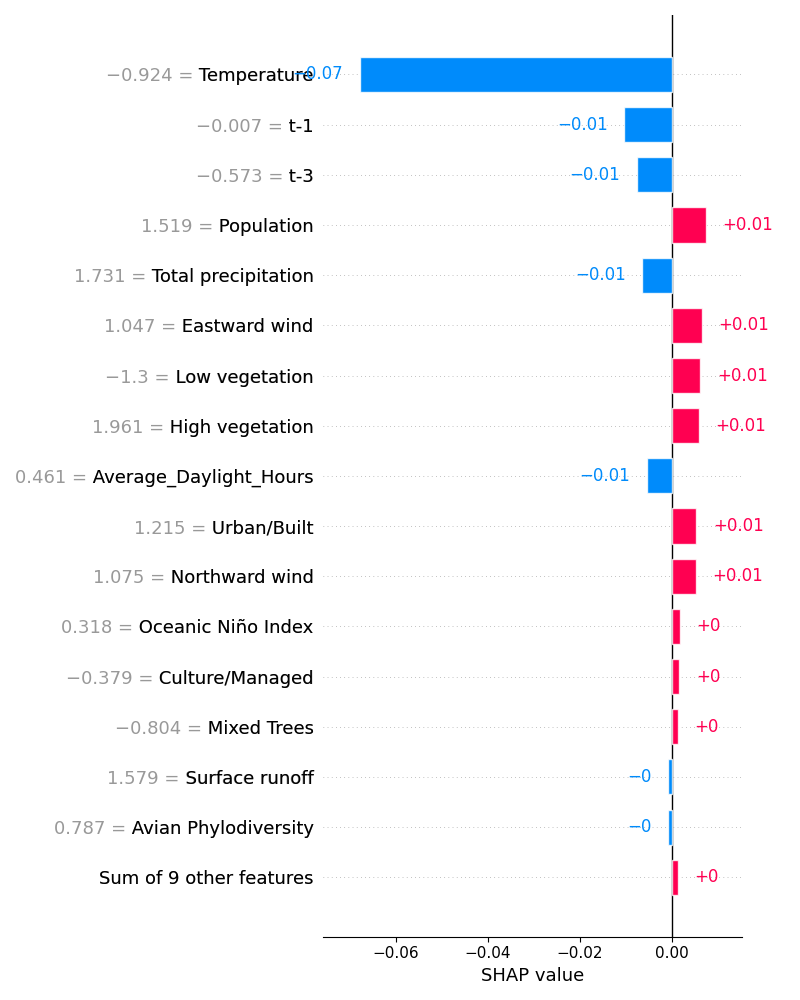 −0.924 = Temperature −0.07
−0.007 = t-1 −0.01
−0.573 = t-3 −0.01
1.519 = Population +0.01
1.731 = Total precipitation −0.01
1.047 = Eastward wind +0.01
−1.3 = Low vegetation +0.01
1.961 = High vegetation +0.01
0.461 = Average_Daylight_Hours −0.01
1.215 = Urban/Built +0.01
1.075 = Northward wind +0.01
0.318 = Oceanic Niño Index +0
−0.379 = Culture/Managed +0
−0.804 = Mixed Trees +0
1.579 = Surface runoff −0
0.787 = Avian Phylodiversity −0
Sum of 9 other features +0
−0.06 −0.04 −0.02 0.00
SHAP value